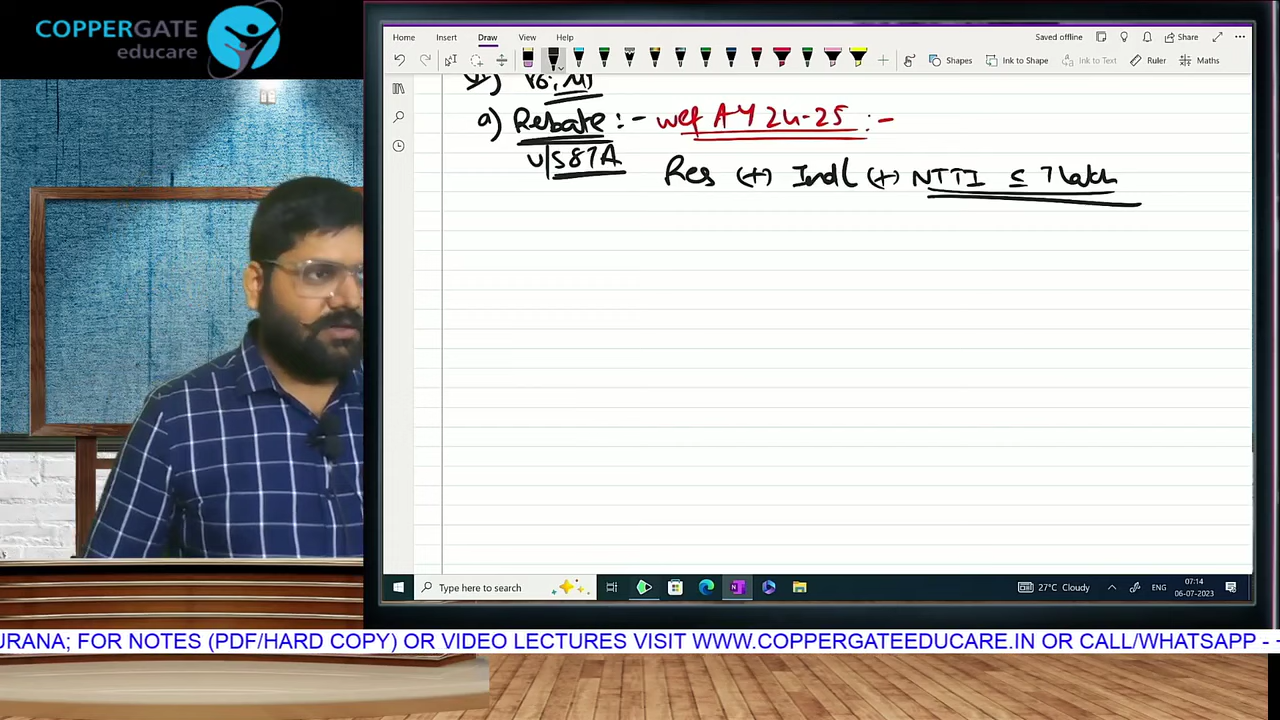 COPPERGATE
educare
Home Insert Draw View Help
Saved offline
Share
Shapes
Ink to Shape
Ink to Text
Ruler
Maths
a) Rebate :- wef AY 24-25 :-
u/s 87A
Res (+) Indl (+) NTTI ≤ 7 lakh
Type here to search
27°C Cloudy
ENG
07:14
06-07-2023
URANA; FOR NOTES (PDF/HARD COPY) OR VIDEO LECTURES VISIT WWW.COPPERGATEEDUCARE.IN OR CALL/WHATSAPP -